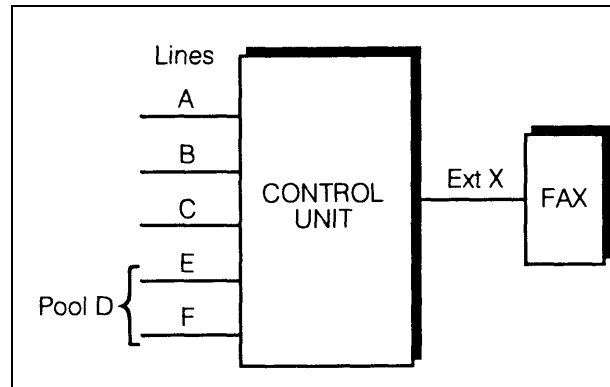 Lines
A
B
C
E
Pool D
F
CONTROL
UNIT
Ext X
FAX